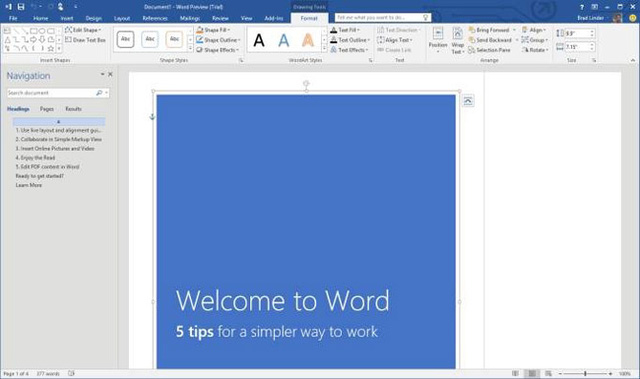 Document1 - Word Preview (Trial)
Drawing Tools
File Home Insert Design Layout References Mailings Review View Add-Ins Format
Tell me what you want to do...
Brad Linder
Share
Edit Shape
Draw Text Box
Insert Shapes
Abc Abc Abc
Shape Fill
Shape Outline
Shape Effects
Shape Styles
A A A
Text Fill
Text Outline
Text Effects
WordArt Styles
Text Direction
Align Text
Create Link
Text
Position
Wrap Text
Bring Forward
Send Backward
Selection Pane
Align
Group
Rotate
Arrange
9.9"
7.15"
Size
Navigation
Search document
Headings Pages Results
1. Use live layout and alignment gui...
2. Collaborate in Simple Markup View
3. Insert Online Pictures and Video
4. Enjoy the Read
5. Edit PDF content in Word
Ready to get started?
Learn More
Welcome to Word
5 tips for a simpler way to work
Page 1 of 4 377 words
100%